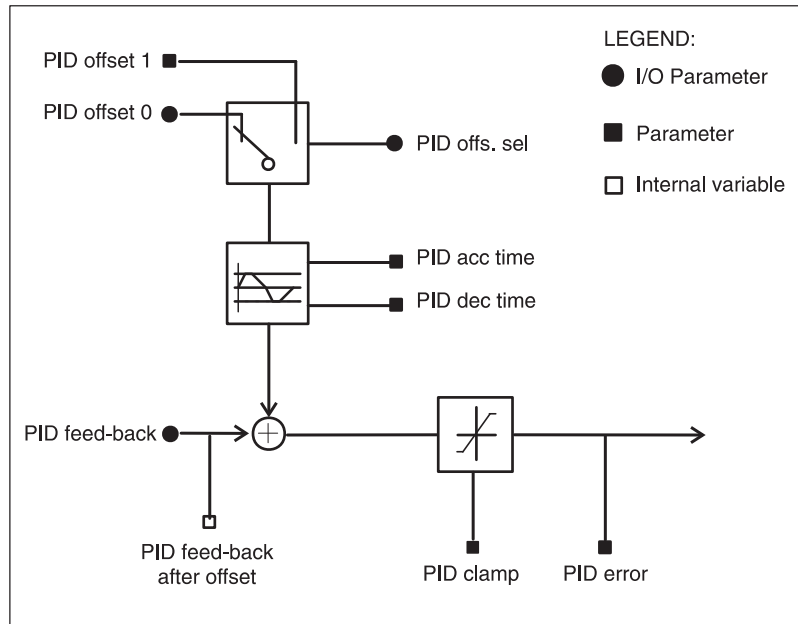 LEGEND:
PID offset 1
I/O Parameter
PID offset 0
Parameter
PID offs. sel
Internal variable
PID acc time
PID dec time
PID feed-back
PID feed-back
after offset
PID clamp
PID error